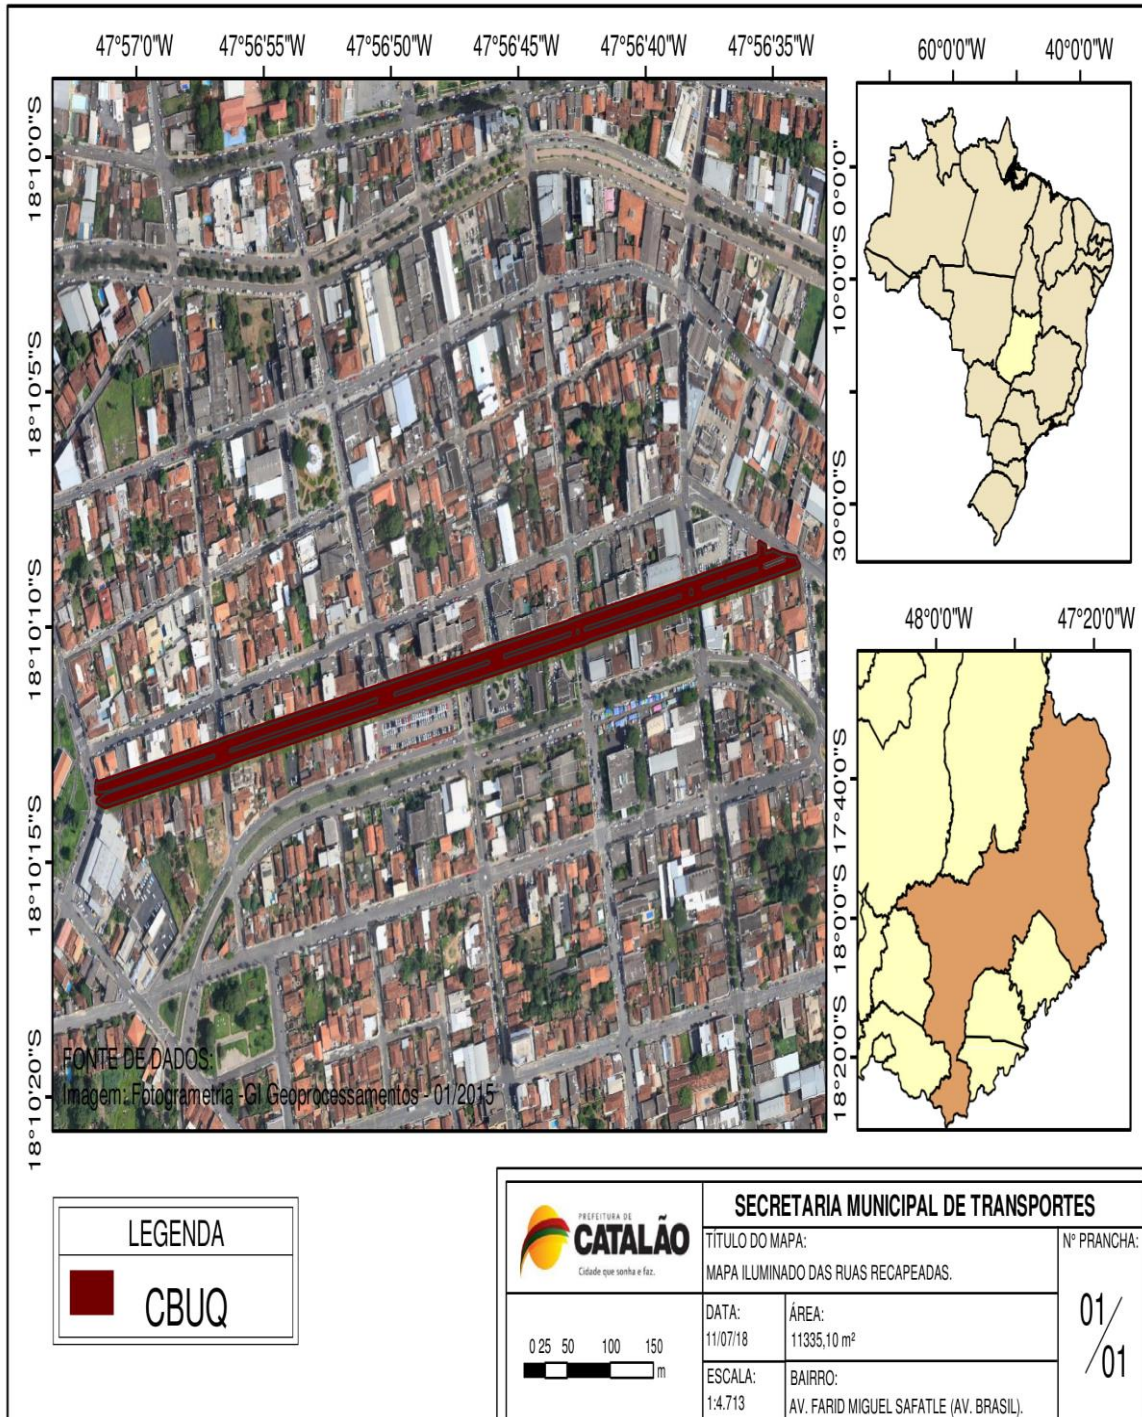 47°57'0"W 47°56'55"W 47°56'50"W 47°56'45"W 47°56'40"W 47°56'35"W
60°0'0"W 40°0'0"W
18°10'0"S
18°10'5"S
18°10'10"S
18°10'15"S
18°10'20"S
0°0'0"
10°0'0"S
30°0'0"S
48°0'0"W 47°20'0"W
17°40'0"S
18°0'0"S
18°20'0"S
FONTE DE DADOS:
Imagem: Fotogrametria -GI Geoprocessamentos - 01/2015
LEGENDA
CBUQ
PREFEITURA DE
CATALÃO
Cidade que sonha e faz.
SECRETARIA MUNICIPAL DE TRANSPORTES
TÍTULO DO MAPA:
MAPA ILUMINADO DAS RUAS RECAPEADAS.
Nº PRANCHA:
01/01
DATA:
11/07/18
ÁREA:
11335,10 m²
0 25 50 100 150
m
ESCALA:
1:4.713
BAIRRO:
AV. FARID MIGUEL SAFATLE (AV. BRASIL).